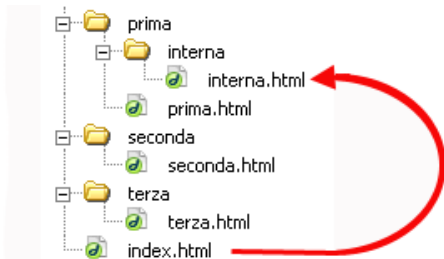 prima
interna
interna.html
prima.html
seconda
seconda.html
terza
terza.html
index.html